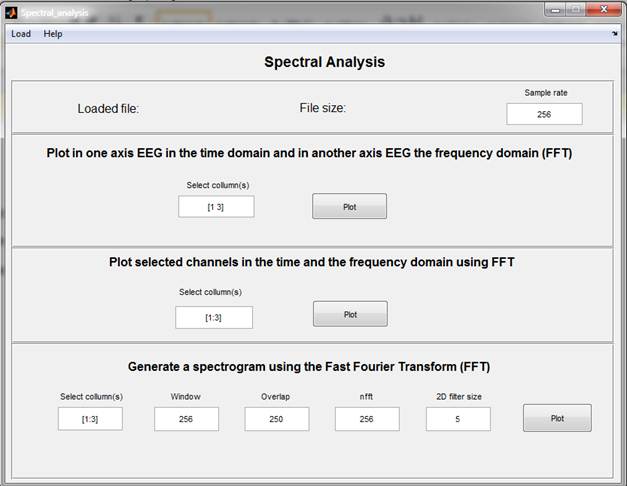 Spectral_analysis
Load Help
Spectral Analysis
Loaded file:
File size:
Sample rate
256
Plot in one axis EEG in the time domain and in another axis EEG the frequency domain (FFT)
Select column(s)
[1 3]
Plot
Plot selected channels in the time and the frequency domain using FFT
Select column(s)
[1:3]
Plot
Generate a spectrogram using the Fast Fourier Transform (FFT)
Select column(s) Window Overlap nfft 2D filter size
[1:3] 256 250 256 5 Plot